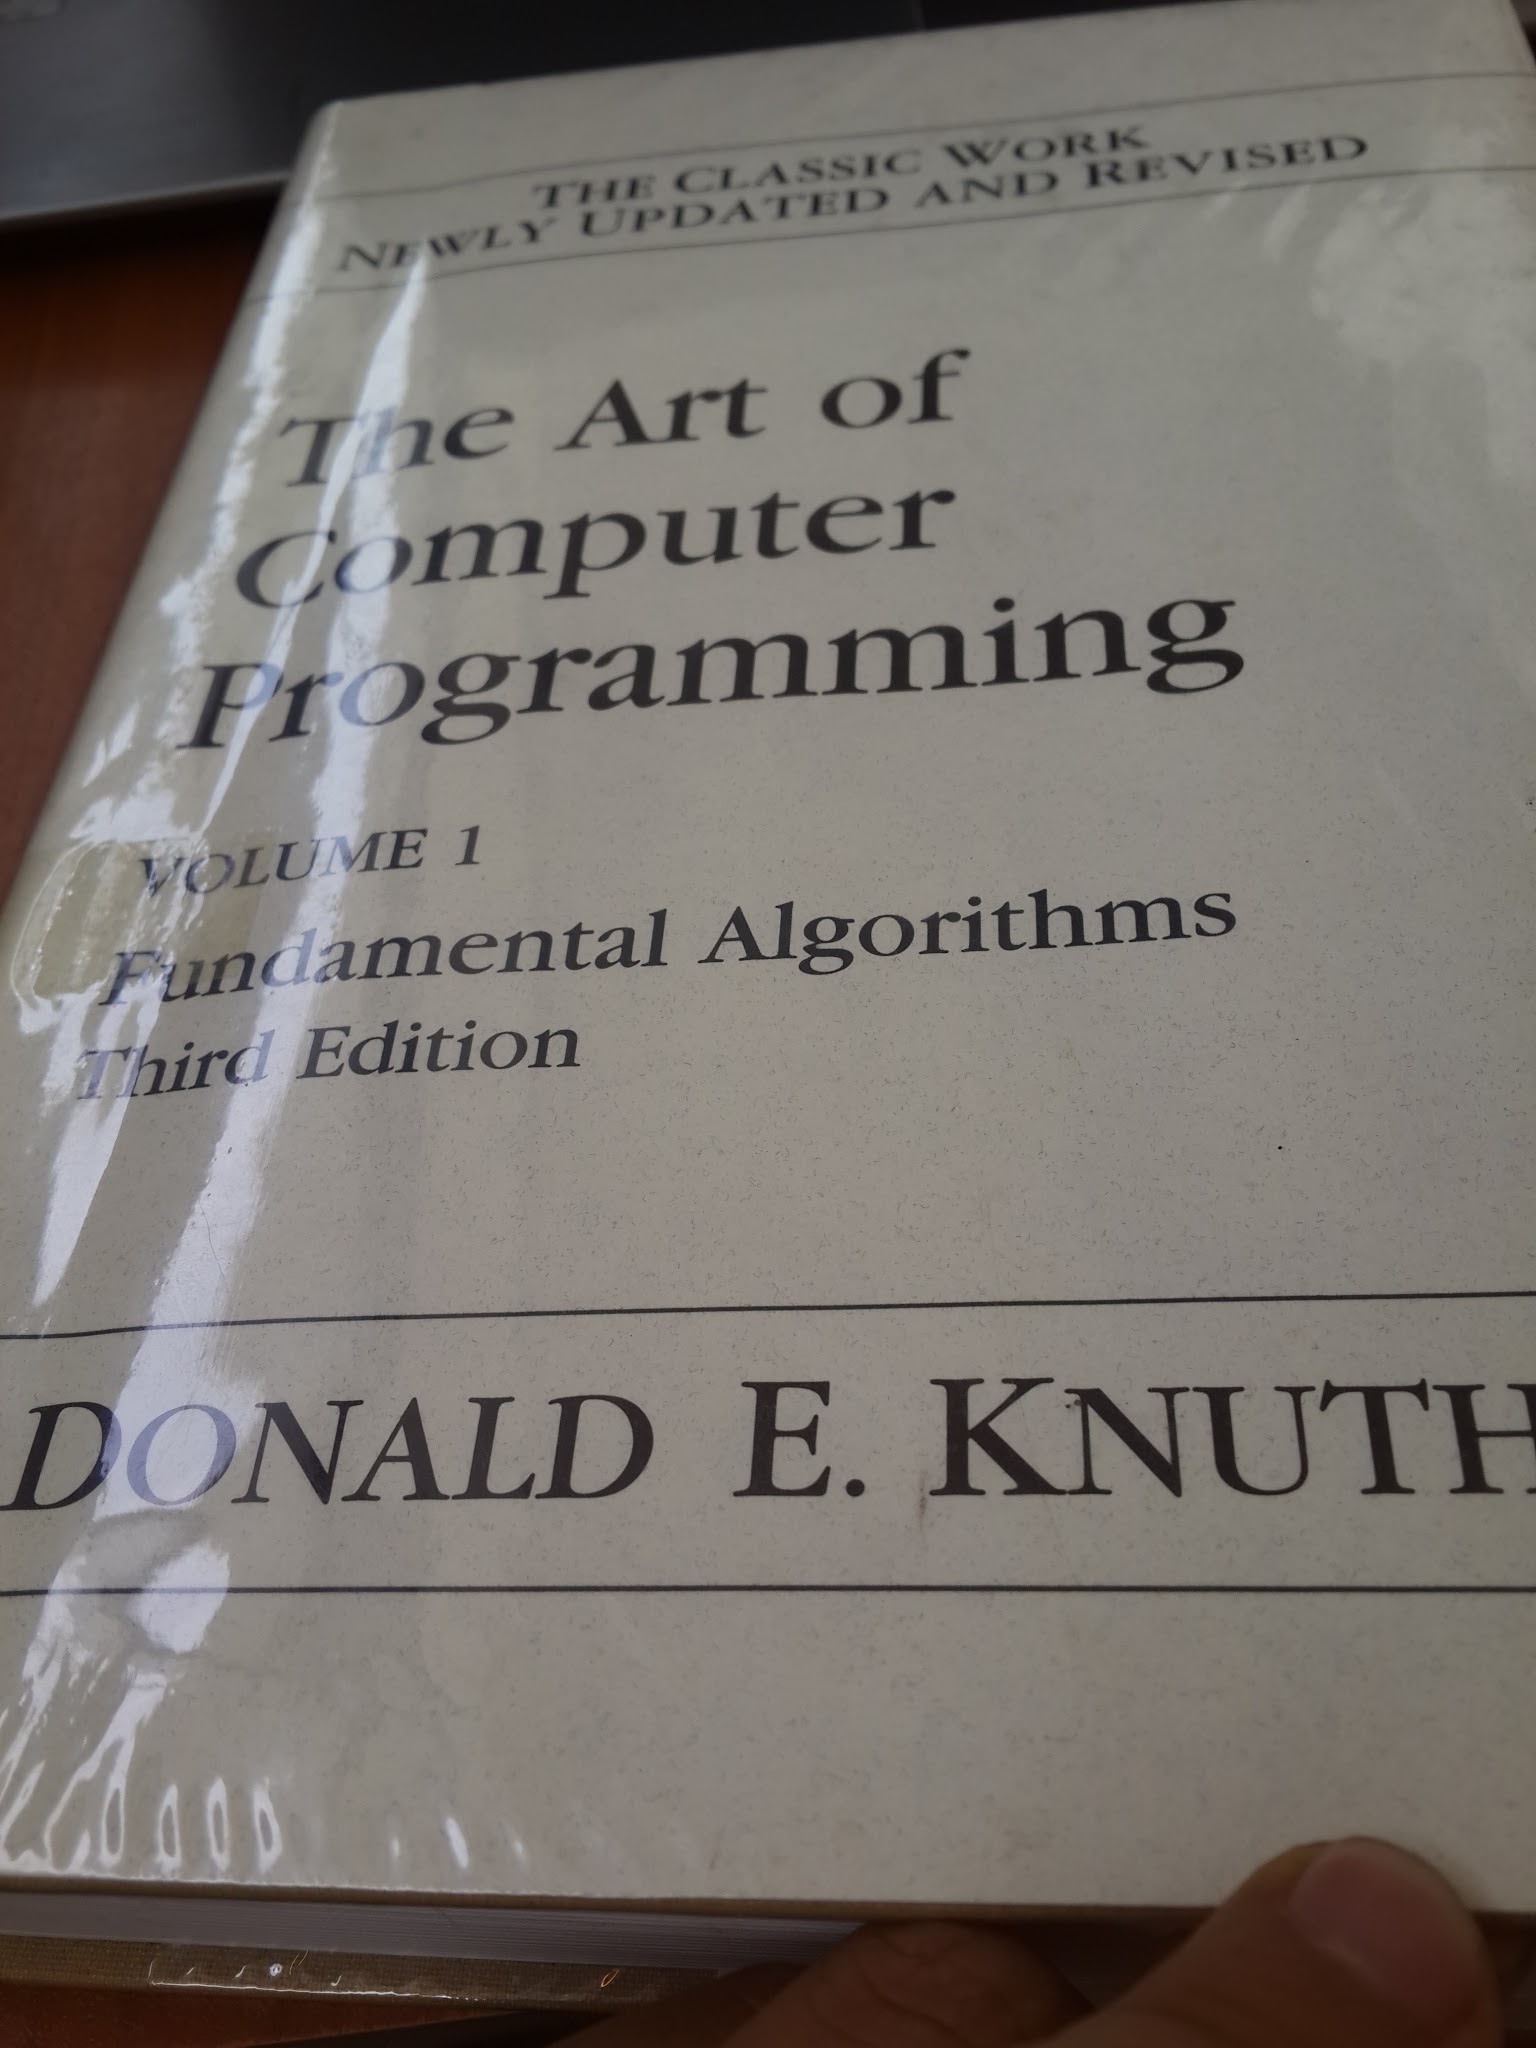 THE CLASSIC WORK
NEWLY UPDATED AND REVISED
The Art of
Computer
Programming
VOLUME 1
Fundamental Algorithms
Third Edition
DONALD E. KNUTH